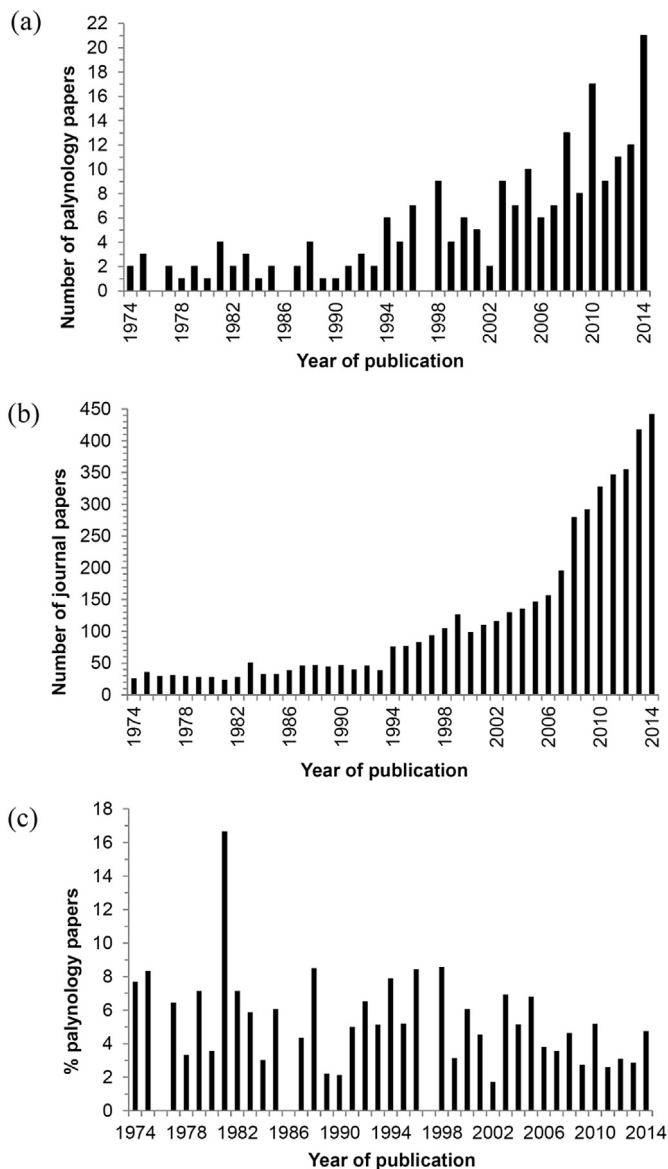 (a)
Number of palynology papers
22
20
18
16
14
12
10
8
6
4
2
0
1974 1978 1982 1986 1990 1994 1998 2002 2006 2010 2014
Year of publication
(b)
Number of journal papers
450
400
350
300
250
200
150
100
50
0
1974 1978 1982 1986 1990 1994 1998 2002 2006 2010 2014
Year of publication
(c)
% palynology papers
18
16
14
12
10
8
6
4
2
0
1974 1978 1982 1986 1990 1994 1998 2002 2006 2010 2014
Year of publication